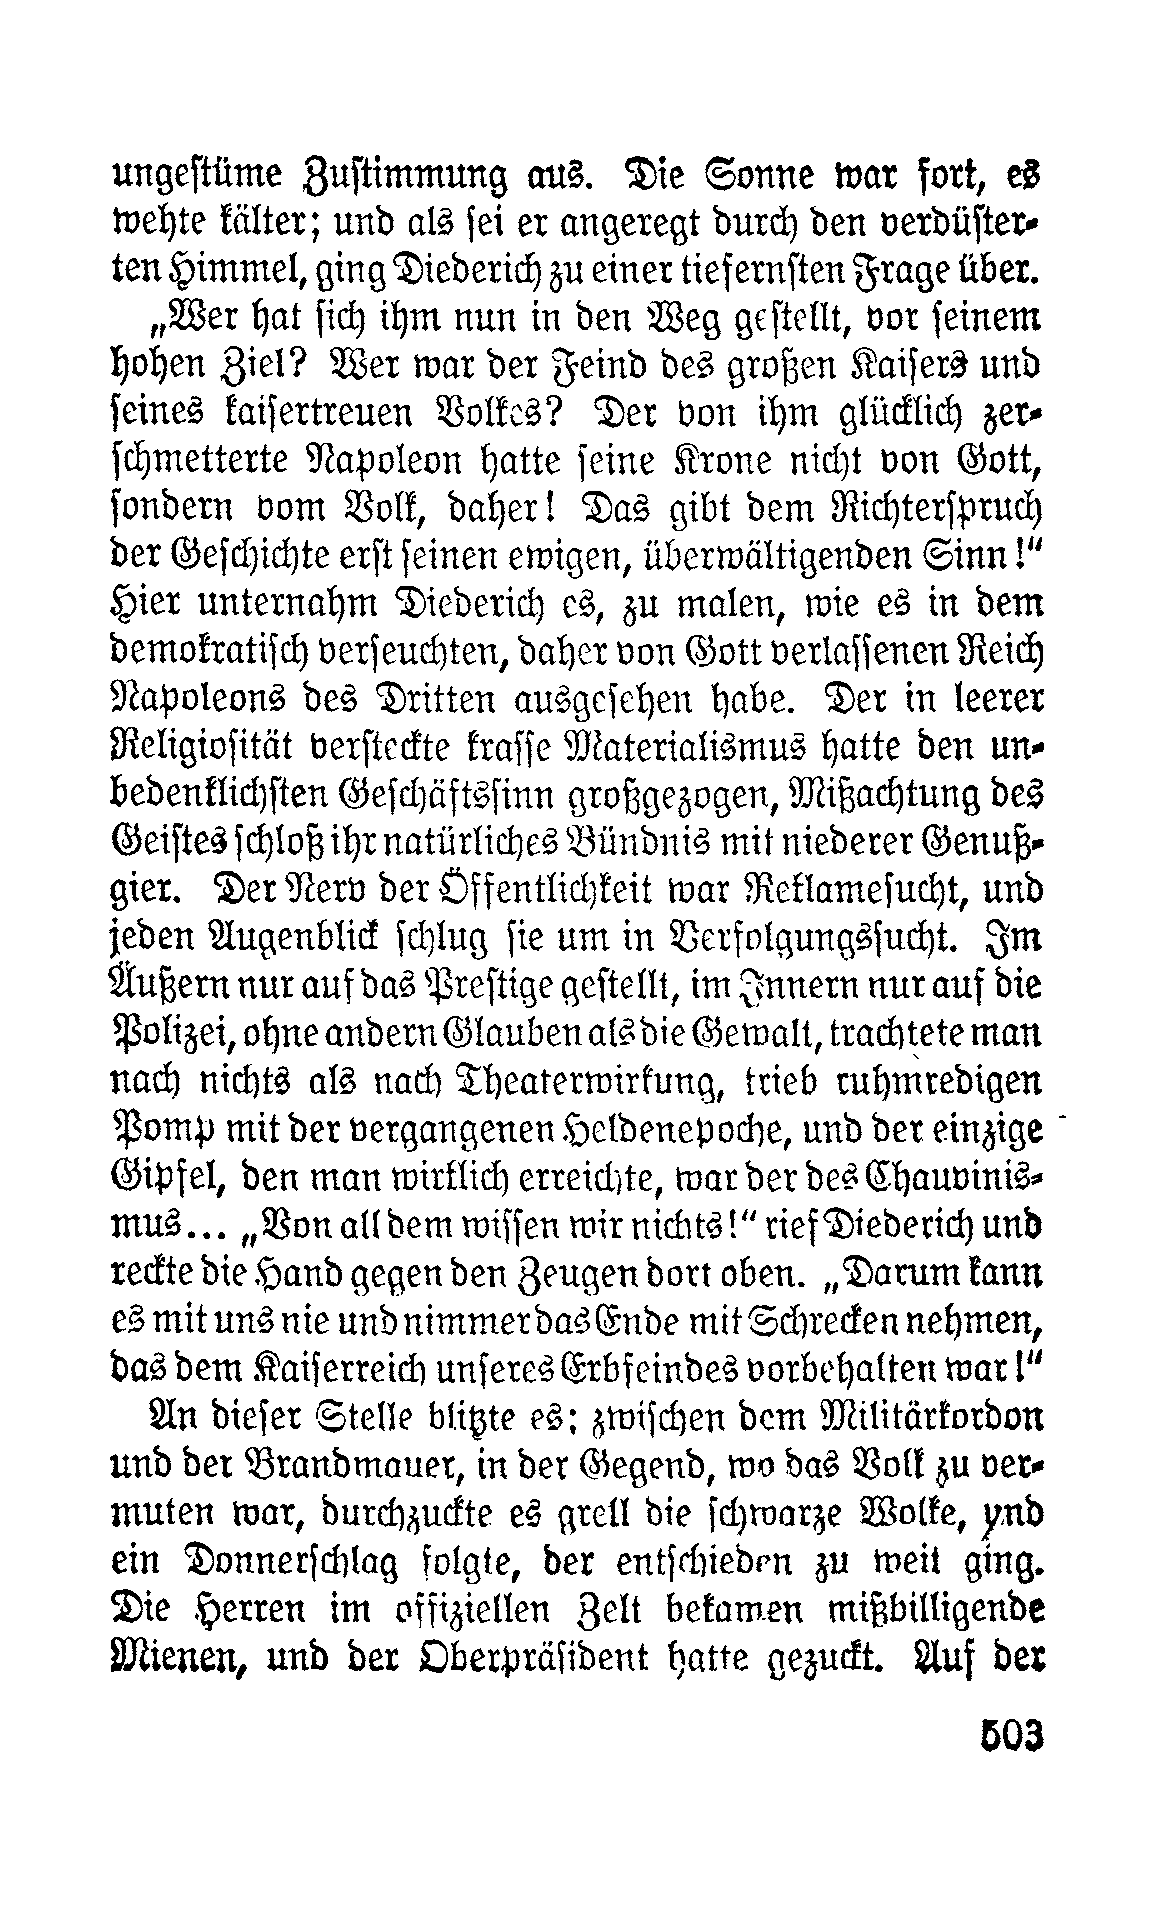 ungestüme Zustimmung aus. Die Sonne war fort, es
wehte kälter; und als sei er angeregt durch den verdüster-
ten Himmel, ging Diederich zu einer tiefernsten Frage über.
„Wer hat sich ihm nun in den Weg gestellt, vor seinem
hohen Ziel? Wer war der Feind des großen Kaisers und
seines kaisertreuen Volkes? Der von ihm glücklich zer-
schmetterte Napoleon hatte seine Krone nicht von Gott,
sondern vom Volk, daher! Das gibt dem Richterspruch
der Geschichte erst seinen ewigen, überwältigenden Sinn!“
Hier unternahm Diederich es, zu malen, wie es in dem
demokratisch verseuchten, daher von Gott verlassenen Reich
Napoleons des Dritten ausgesehen habe. Der in leerer
Religiosität versteckte krasse Materialismus hatte den un-
bedenklichsten Geschäftssinn großgezogen, Mißachtung des
Geistes schloß ihr natürliches Bündnis mit niederer Genuß-
gier. Der Nerv der Öffentlichkeit war Reklamesucht, und
jeden Augenblick schlug sie um in Verfolgungssucht. Im
Äußern nur auf das Prestige gestellt, im Innern nur auf die
Polizei, ohne andern Glauben als die Gewalt, trachtete man
nach nichts als nach Theaterwirkung, trieb ruhmredigen
Pomp mit der vergangenen Heldenepoche, und der einzige
Gipfel, den man wirklich erreichte, war der des Chauvinis-
mus... „Von all dem wissen wir nichts!“ rief Diederich und
reckte die Hand gegen den Zeugen dort oben. „Darum kann
es mit uns nie und nimmer das Ende mit Schrecken nehmen,
das dem Kaiserreich unseres Erbfeindes vorbehalten war!“
An dieser Stelle blitzte es; zwischen dem Militärkordon
und der Brandmauer, in der Gegend, wo das Volk zu ver-
muten war, durchzuckte es grell die schwarze Wolke, und
ein Donnerschlag folgte, der entschieden zu weit ging.
Die Herren im offiziellen Zelt bekamen mißbilligende
Mienen, und der Oberpräsident hatte gezuckt. Auf der
503